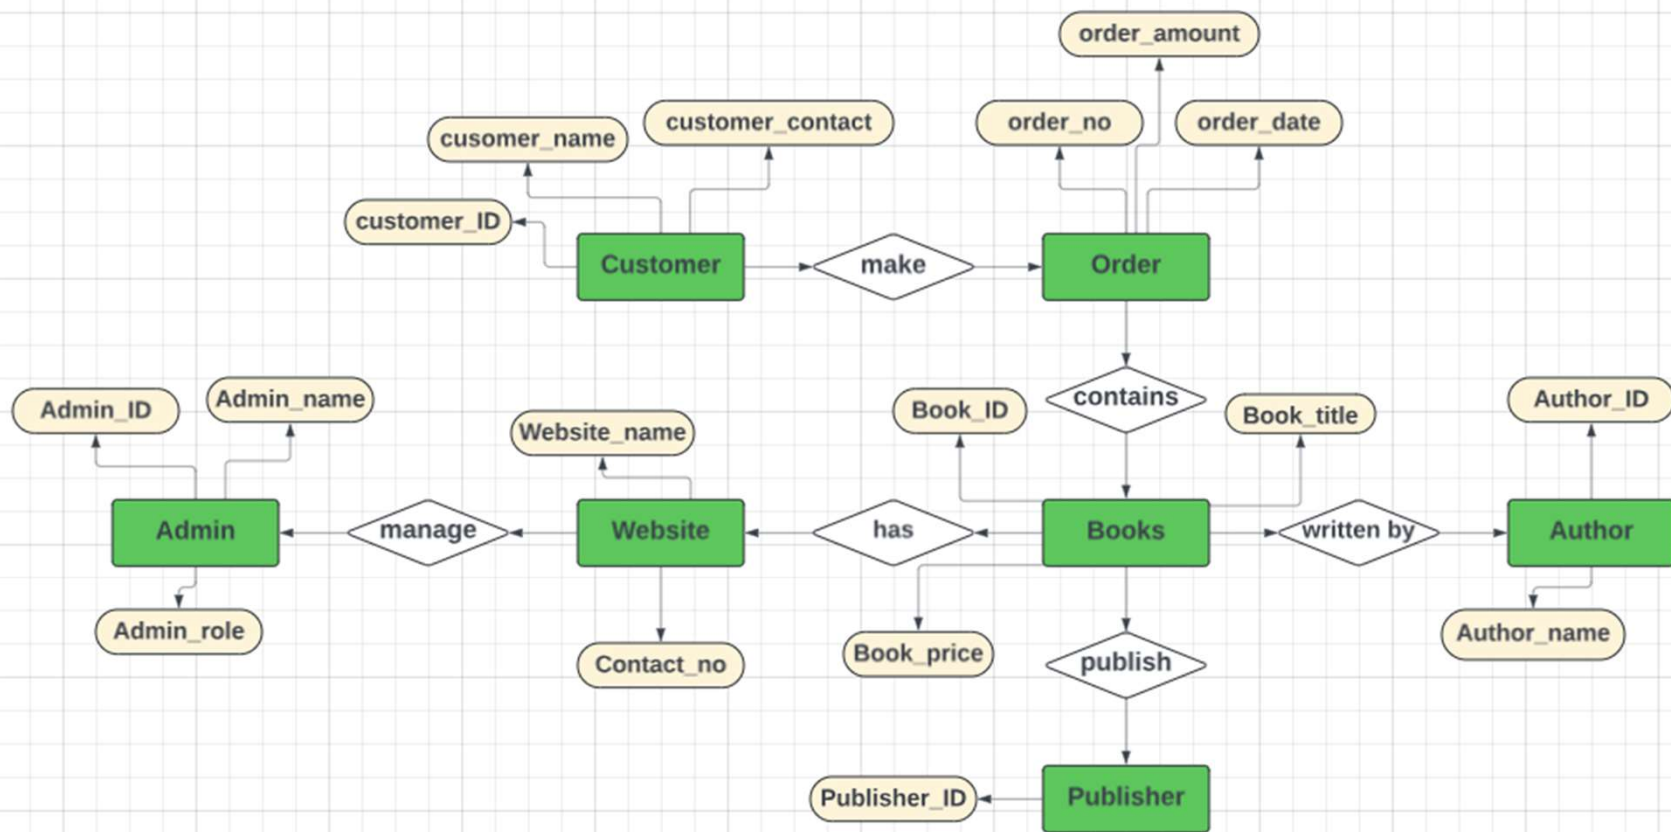 order_amount
customer_contact
order_no
order_date
cusomer_name
customer_ID
Customer
make
Order
contains
Admin_ID
Admin_name
Website_name
Book_ID
Book_title
Author_ID
Admin
manage
Website
has
Books
written by
Author
Admin_role
Contact_no
Book_price
publish
Author_name
Publisher_ID
Publisher